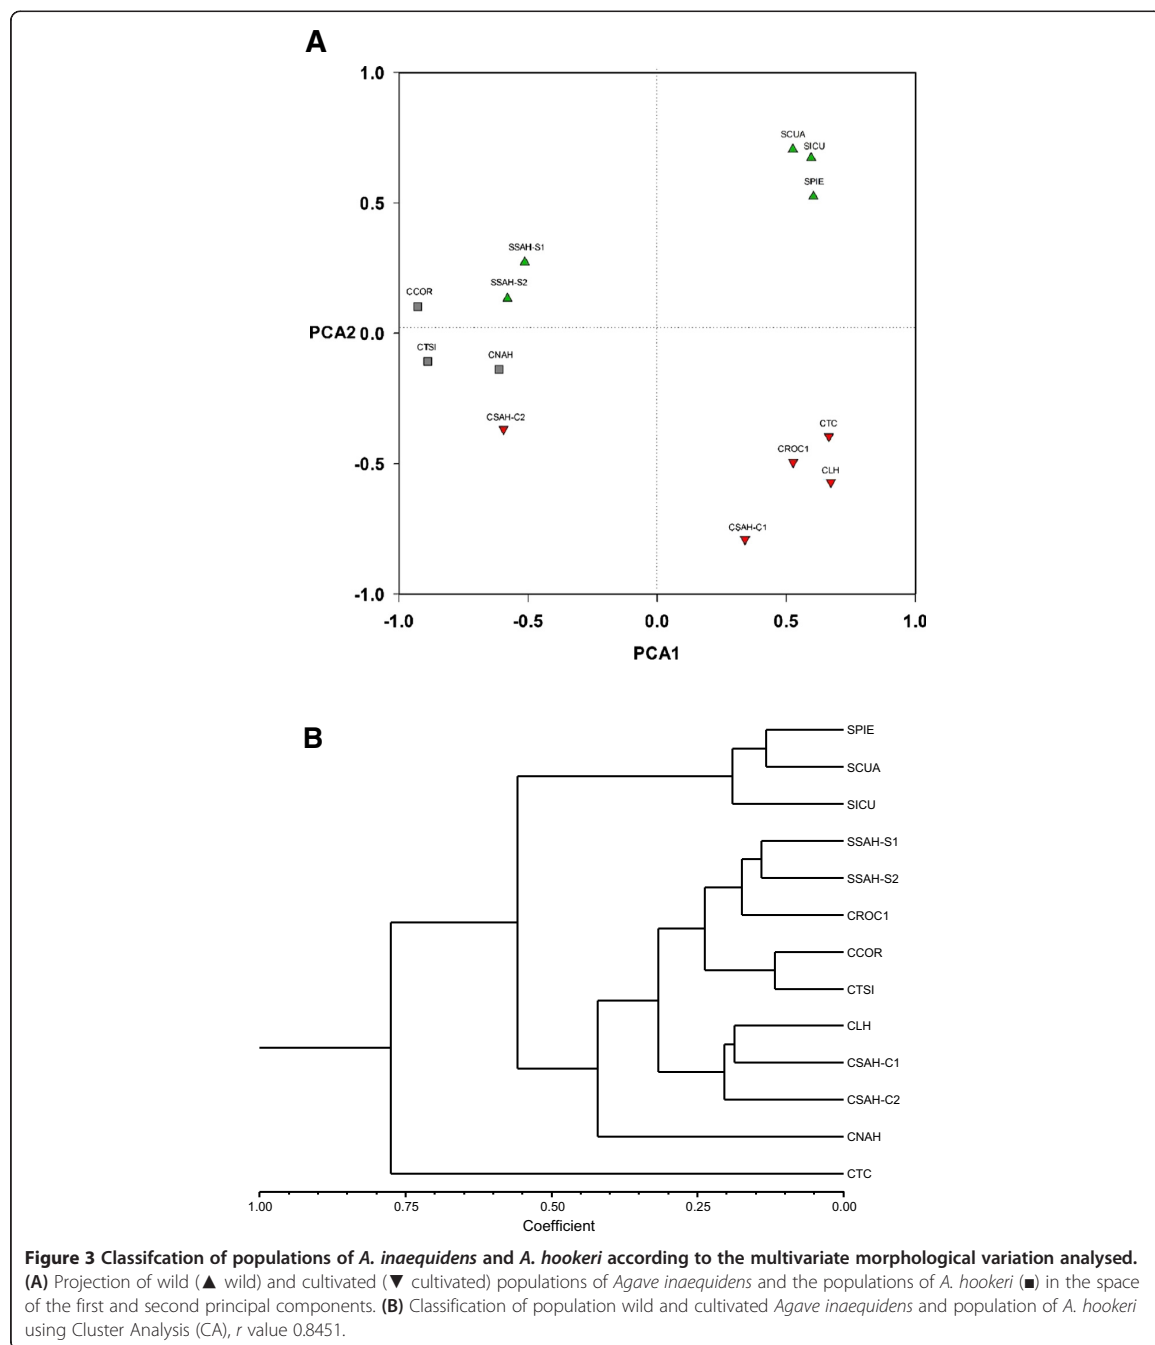 A
1.0
SCUA
SICU
SPIE
0.5
SSAH-S1
SSAH-S2
CCOR
PCA2 0.0
CTSI
CNAH
CSAH-C2
CTC
CROC1
-0.5
CLH
CSAH-C1
-1.0
-1.0 -0.5 0.0 0.5 1.0
PCA1
B
SPIE
SCUA
SICU
SSAH-S1
SSAH-S2
CROC1
CCOR
CTSI
CLH
CSAH-C1
CSAH-C2
CNAH
CTC
1.00 0.75 0.50 0.25 0.00
Coefficient
Figure 3 Classifcation of populations of A. inaequidens and A. hookeri according to the multivariate morphological variation analysed.
(A) Projection of wild (▲ wild) and cultivated (▼ cultivated) populations of Agave inaequidens and the populations of A. hookeri (■) in the space
of the first and second principal components. (B) Classification of population wild and cultivated Agave inaequidens and population of A. hookeri
using Cluster Analysis (CA), r value 0.8451.